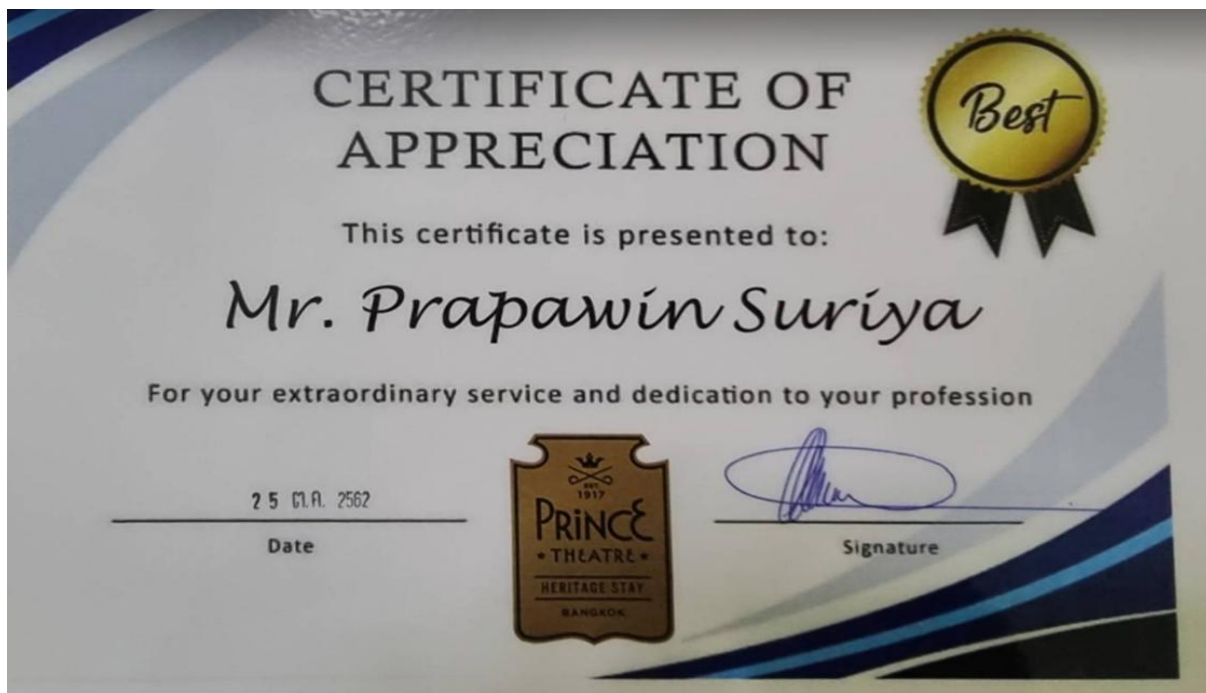 CERTIFICATE OF
APPRECIATION
Best
This certificate is presented to:
Mr. Prapawin Suriya
For your extraordinary service and dedication to your profession
25 ต.ค. 2562
Date
EST.
1917
PRINCE
THEATRE
HERITAGE STAY
BANGKOK
Signature